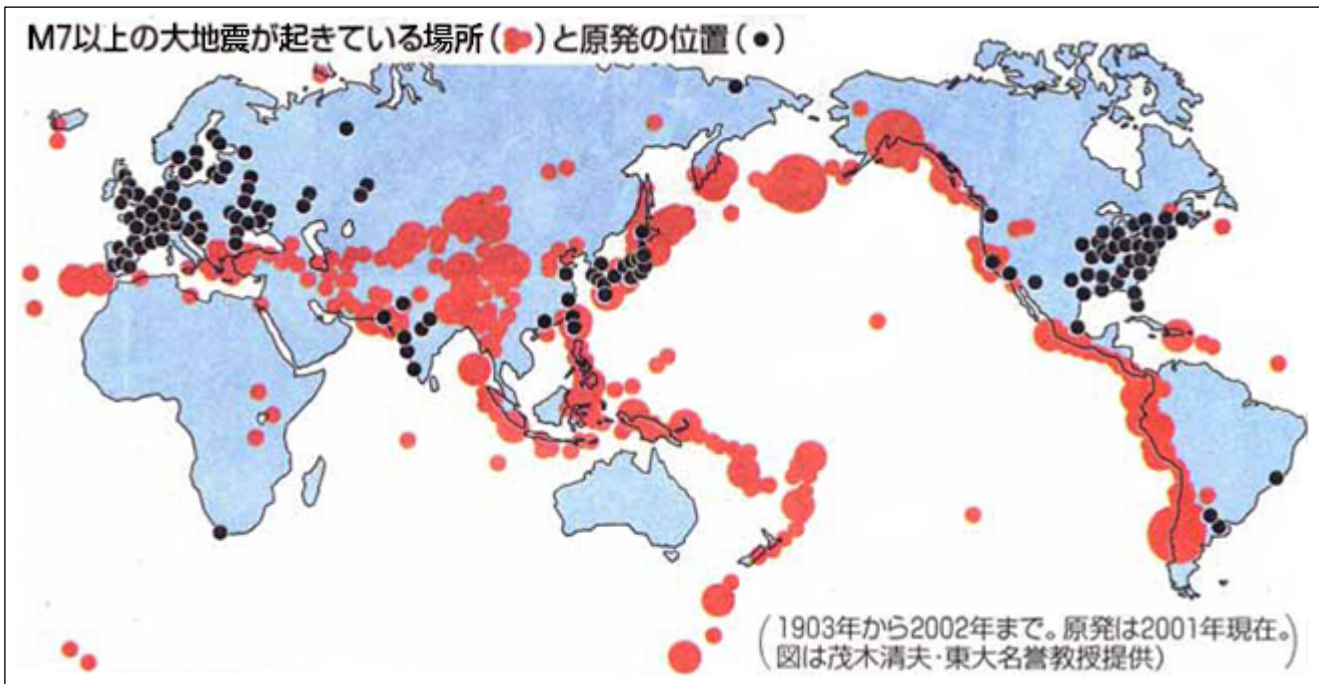 M7以上の大地震が起きている場所()と原発の位置(●)
(1903年から2002年まで。原発は2001年現在。
図は茂木清夫・東大名誉教授提供)